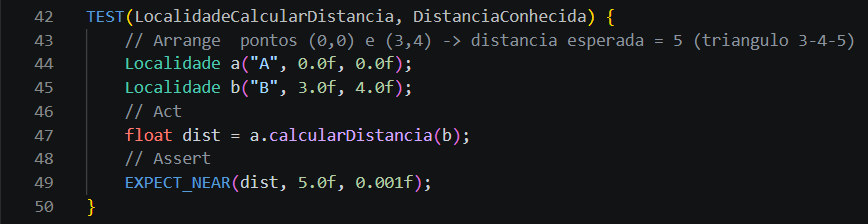 42 TEST(LocalidadeCalcularDistancia, DistanciaConhecida) {
43     // Arrange  pontos (0,0) e (3,4) -> distancia esperada = 5 (triangulo 3-4-5)
44     Localidade a("A", 0.0f, 0.0f);
45     Localidade b("B", 3.0f, 4.0f);
46     // Act
47     float dist = a.calcularDistancia(b);
48     // Assert
49     EXPECT_NEAR(dist, 5.0f, 0.001f);
50 }